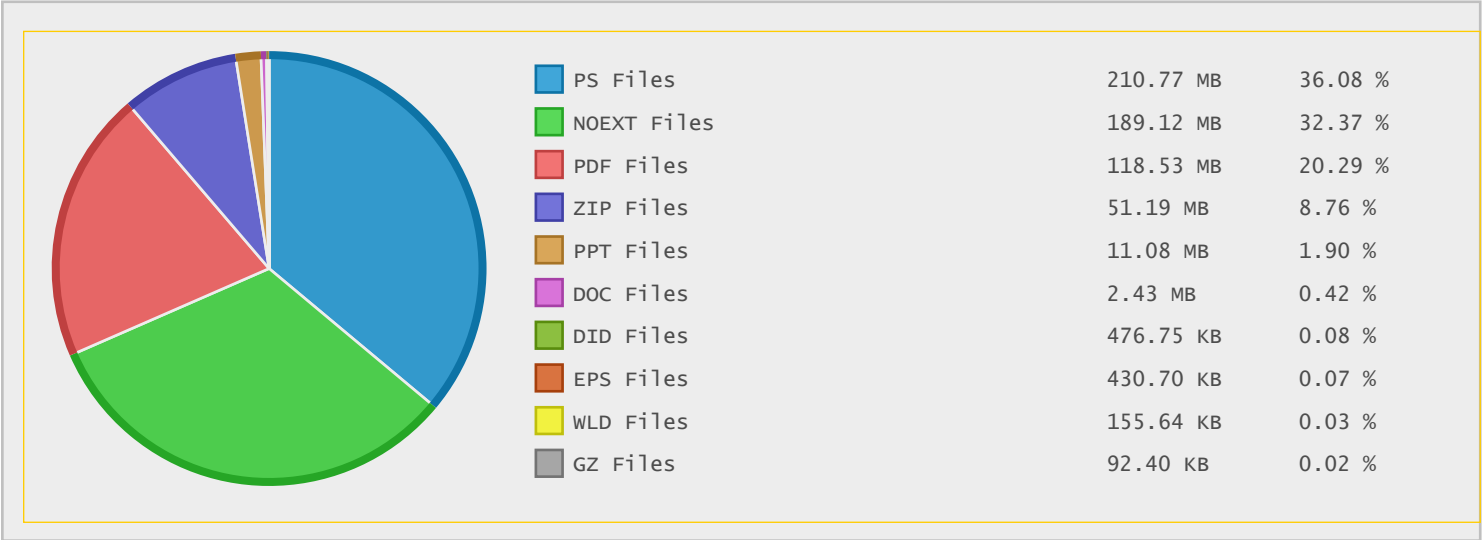 PS Files 210.77 MB 36.08 %
NOEXT Files 189.12 MB 32.37 %
PDF Files 118.53 MB 20.29 %
ZIP Files 51.19 MB 8.76 %
PPT Files 11.08 MB 1.90 %
DOC Files 2.43 MB 0.42 %
DID Files 476.75 KB 0.08 %
EPS Files 430.70 KB 0.07 %
WLD Files 155.64 KB 0.03 %
GZ Files 92.40 KB 0.02 %